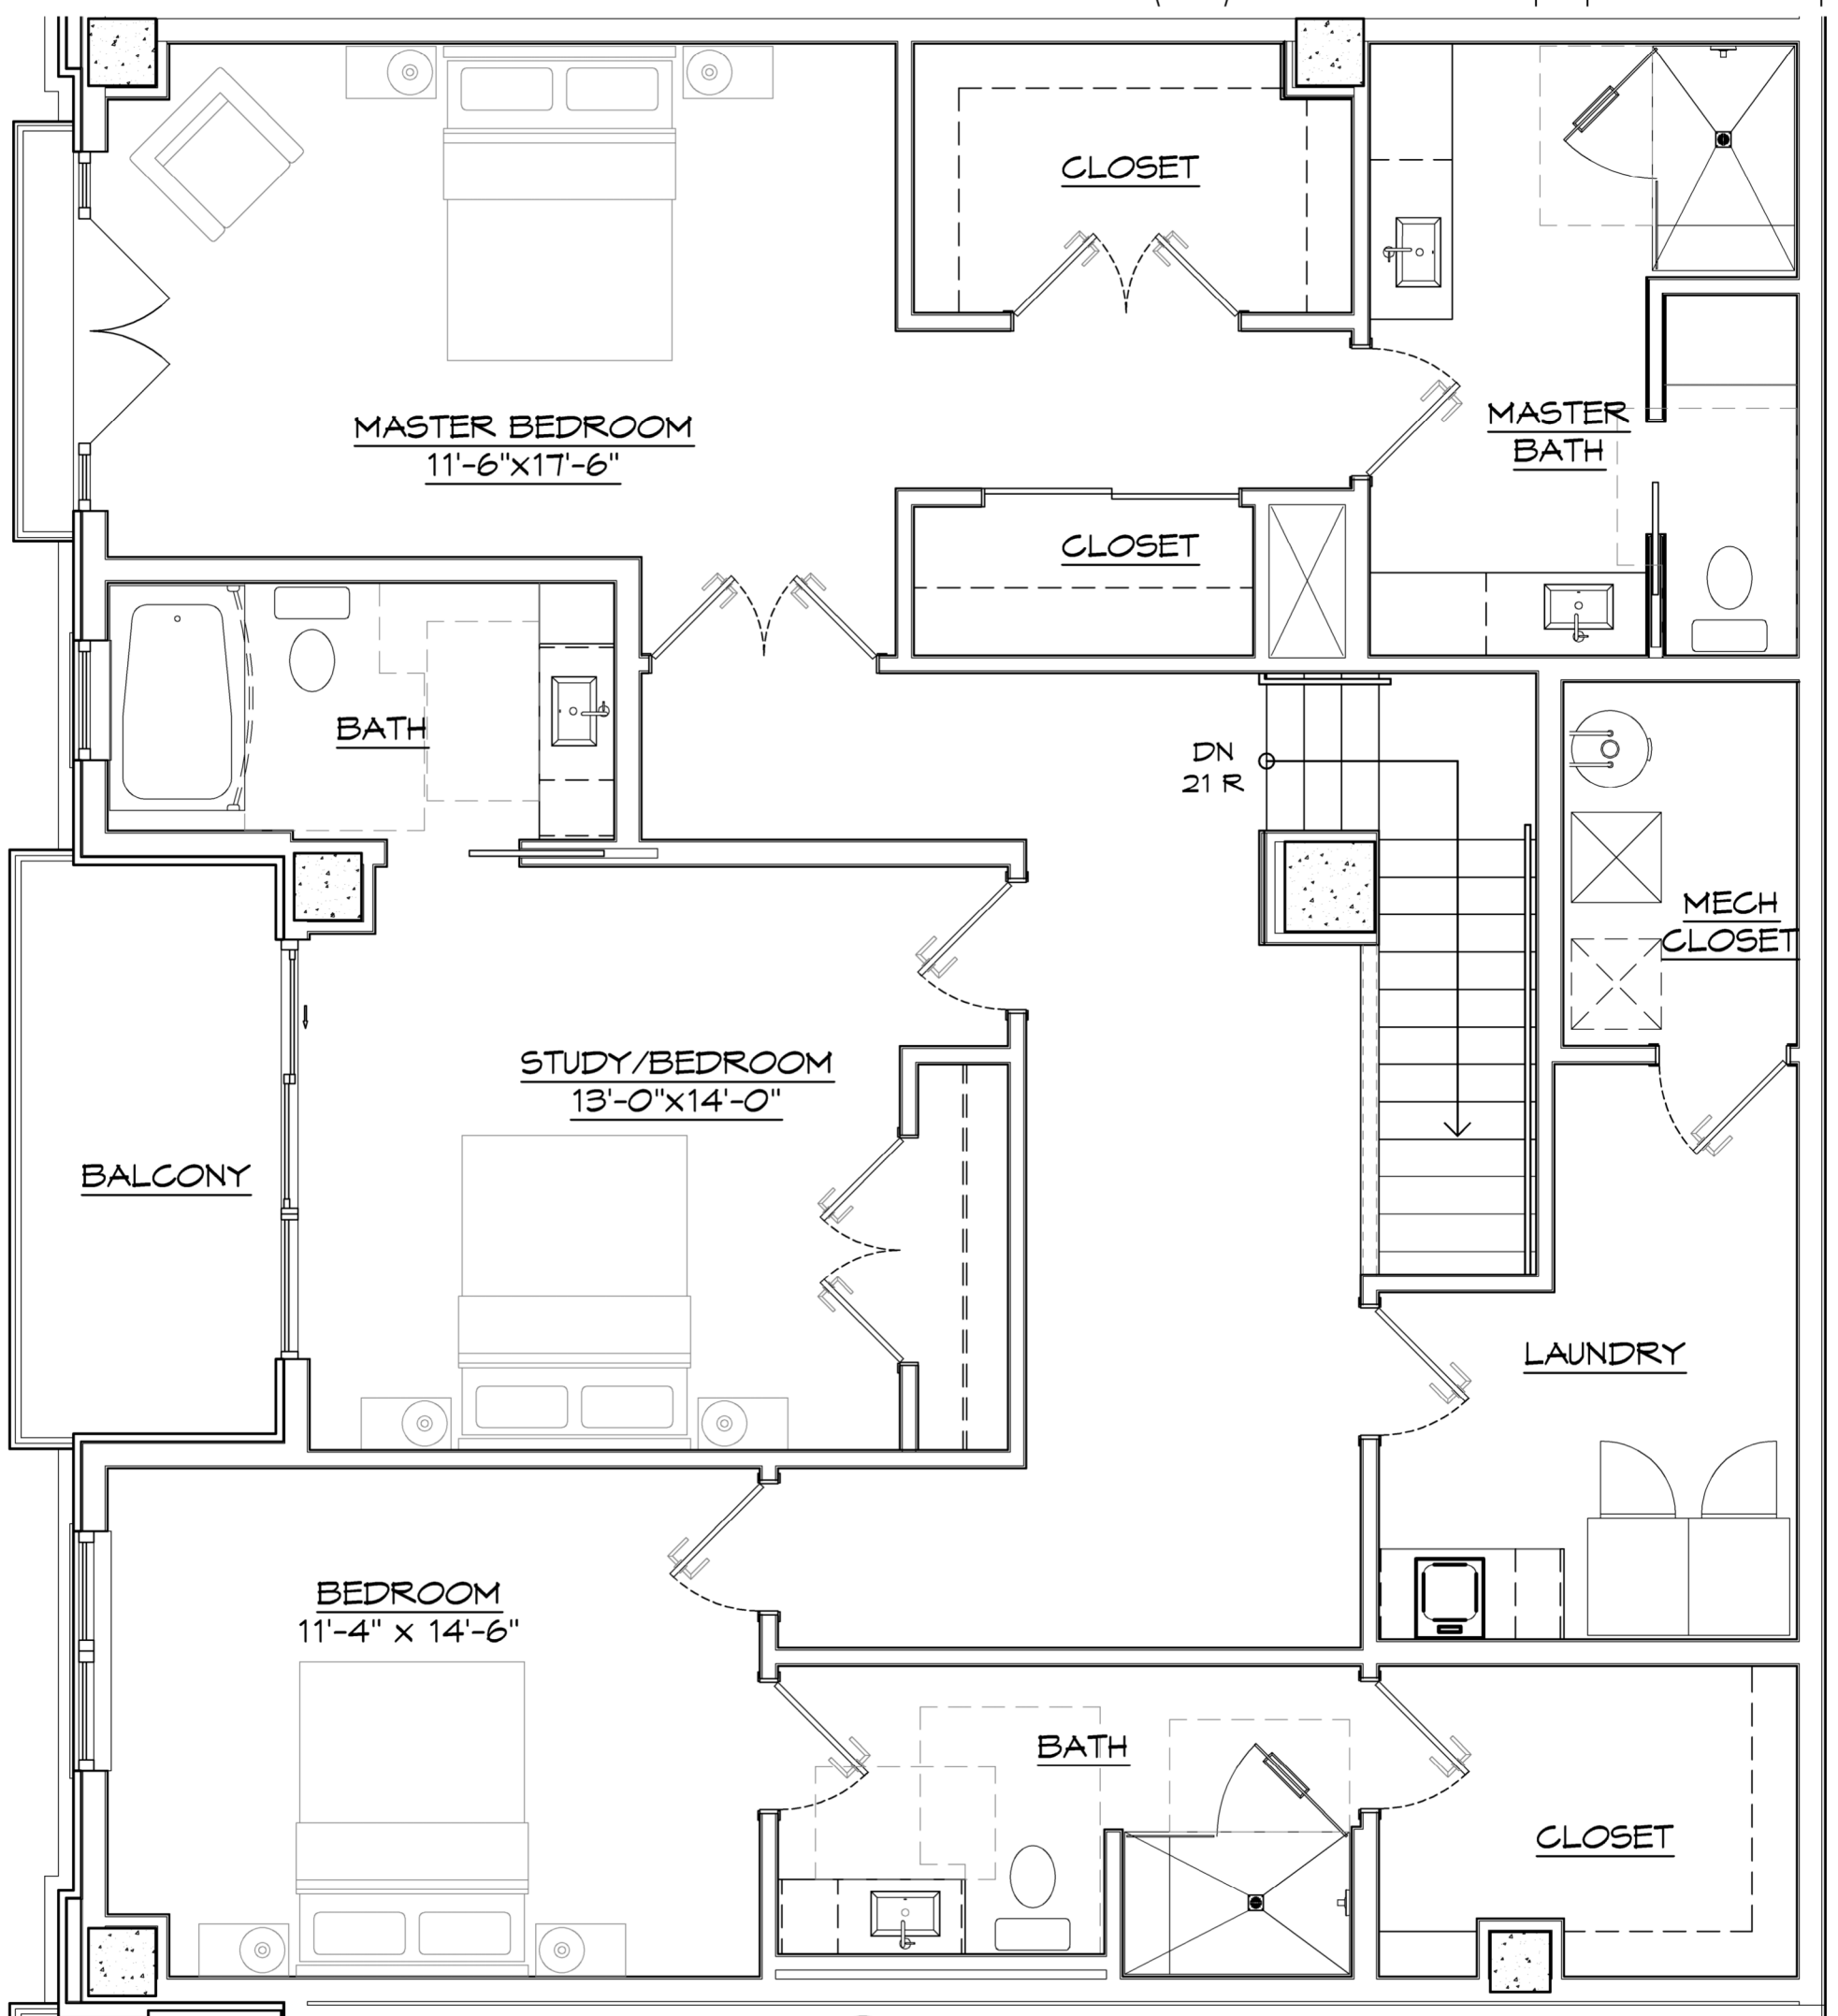 CLOSET
MASTER BEDROOM
11'-6"x17'-6"
MASTER
BATH
CLOSET
BATH
DN
21 R
MECH
CLOSET
STUDY/BEDROOM
13'-0"x14'-0"
BALCONY
LAUNDRY
BEDROOM
11'-4" x 14'-6"
BATH
CLOSET